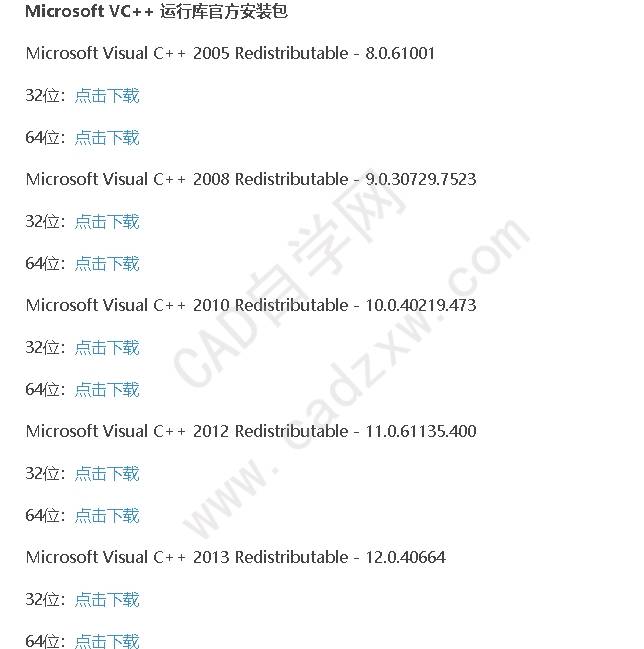 Microsoft VC++ 运行库官方安装包
Microsoft Visual C++ 2005 Redistributable - 8.0.61001
32位：点击下载
64位：点击下载
Microsoft Visual C++ 2008 Redistributable - 9.0.30729.7523
32位：点击下载
64位：点击下载
Microsoft Visual C++ 2010 Redistributable - 10.0.40219.473
32位：点击下载
64位：点击下载
Microsoft Visual C++ 2012 Redistributable - 11.0.61135.400
32位：点击下载
64位：点击下载
Microsoft Visual C++ 2013 Redistributable - 12.0.40664
32位：点击下载
64位：点击下载
CAD自学网
www.cadzxw.com